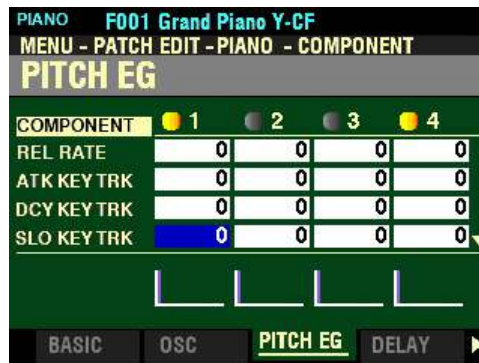 PIANO F001 Grand Piano Y-CF
MENU - PATCH EDIT -PIANO - COMPONENT
PITCH EG
COMPONENT 1 2 3 4
REL RATE 0 0 0 0
ATK KEY TRK 0 0 0 0
DCY KEY TRK 0 0 0 0
SLO KEY TRK 0 0 0 0
BASIC OSC PITCH EG DELAY